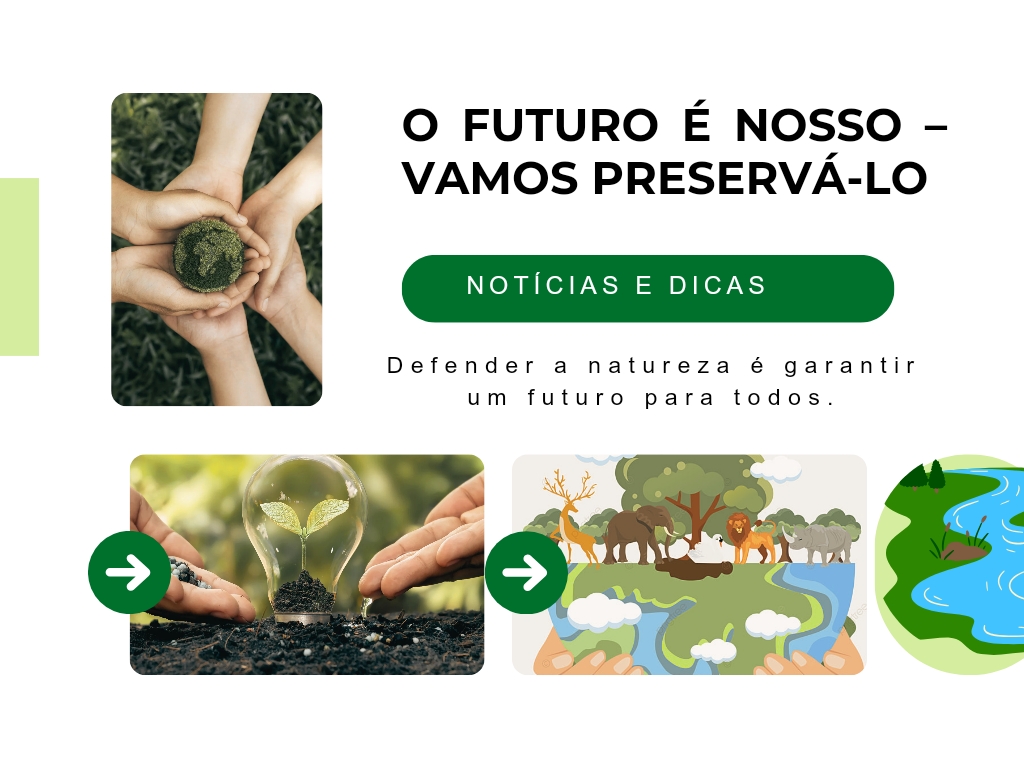 O FUTURO É NOSSO –
VAMOS PRESERVÁ-LO
NOTÍCIAS E DICAS
Defender a natureza é garantir
um futuro para todos.